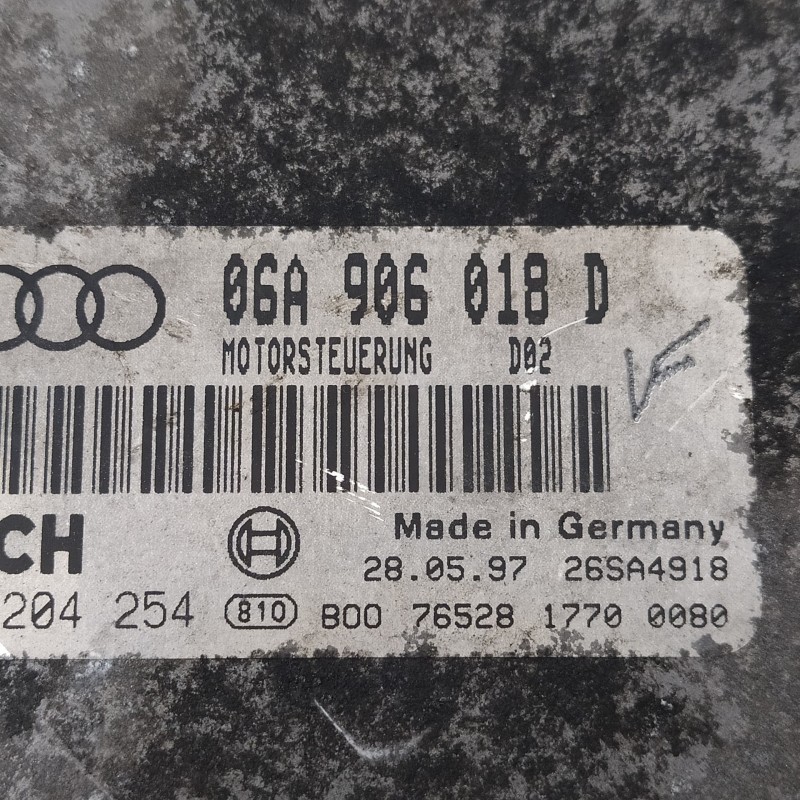 06A 906 018 D
MOTORSTEUERUNG D02
CH
Made in Germany
28.05.97 26SA4918
204 254 810 B00 76528 1770 0080